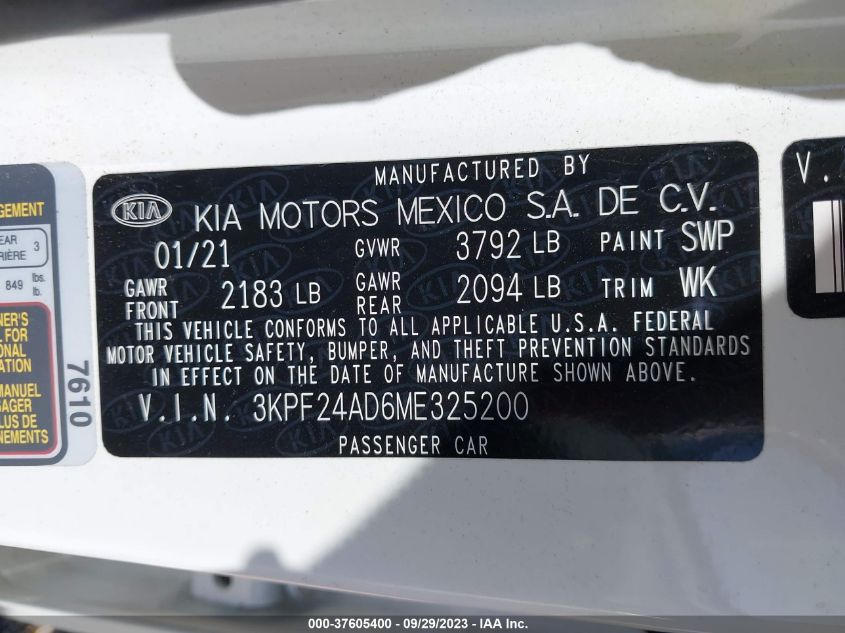 MANUFACTURED BY
KIA KIA MOTORS MEXICO S.A. DE C.V.
01/21 GVWR 3792 LB PAINT SWP
GAWR FRONT 2183 LB GAWR REAR 2094 LB TRIM WK
THIS VEHICLE CONFORMS TO ALL APPLICABLE U.S.A. FEDERAL
MOTOR VEHICLE SAFETY, BUMPER, AND THEFT PREVENTION STANDARDS
IN EFFECT ON THE DATE OF MANUFACTURE SHOWN ABOVE.
V.I.N. 3KPF24AD6ME325200
PASSENGER CAR
3
849 lbs.
lb.
MANUEL
7610
V.
000-37605400 - 09/29/2023 - IAA Inc.